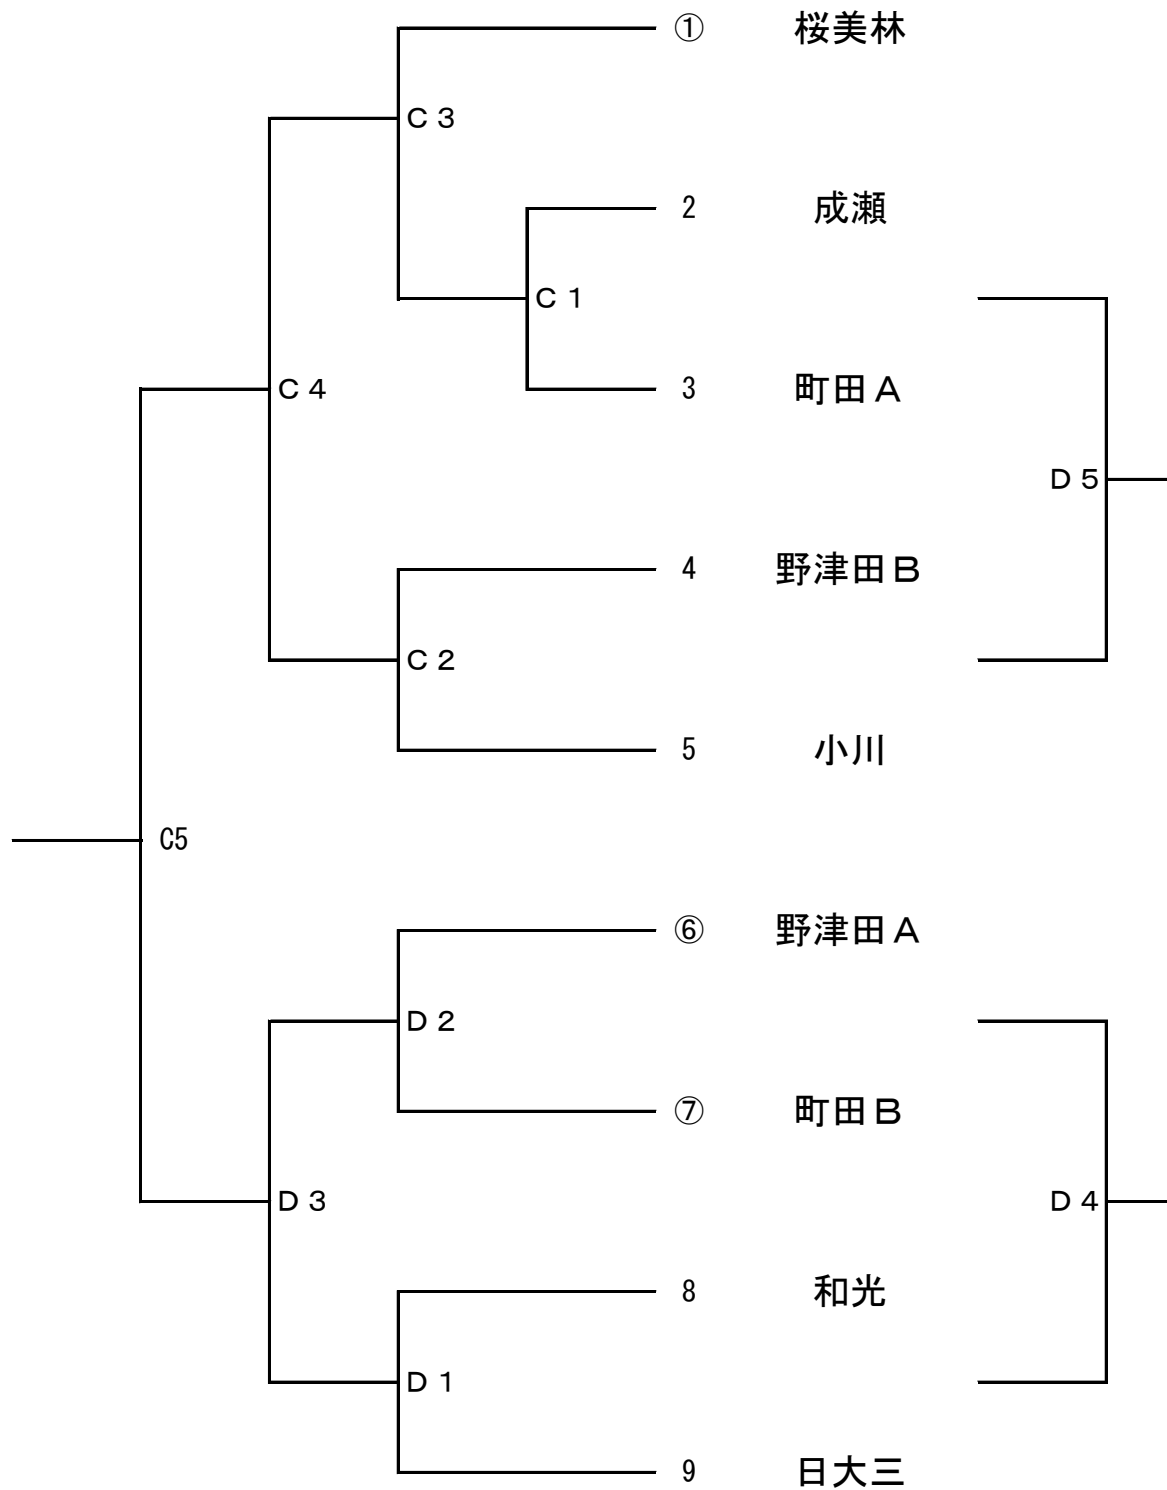 ① 桜美林
Ｃ３
2 成瀬
Ｃ１
Ｃ４ 3 町田Ａ
Ｄ５
4 野津田Ｂ
Ｃ２
5 小川
C5
⑥ 野津田Ａ
Ｄ２
⑦ 町田Ｂ
Ｄ３ Ｄ４
8 和光
Ｄ１
9 日大三